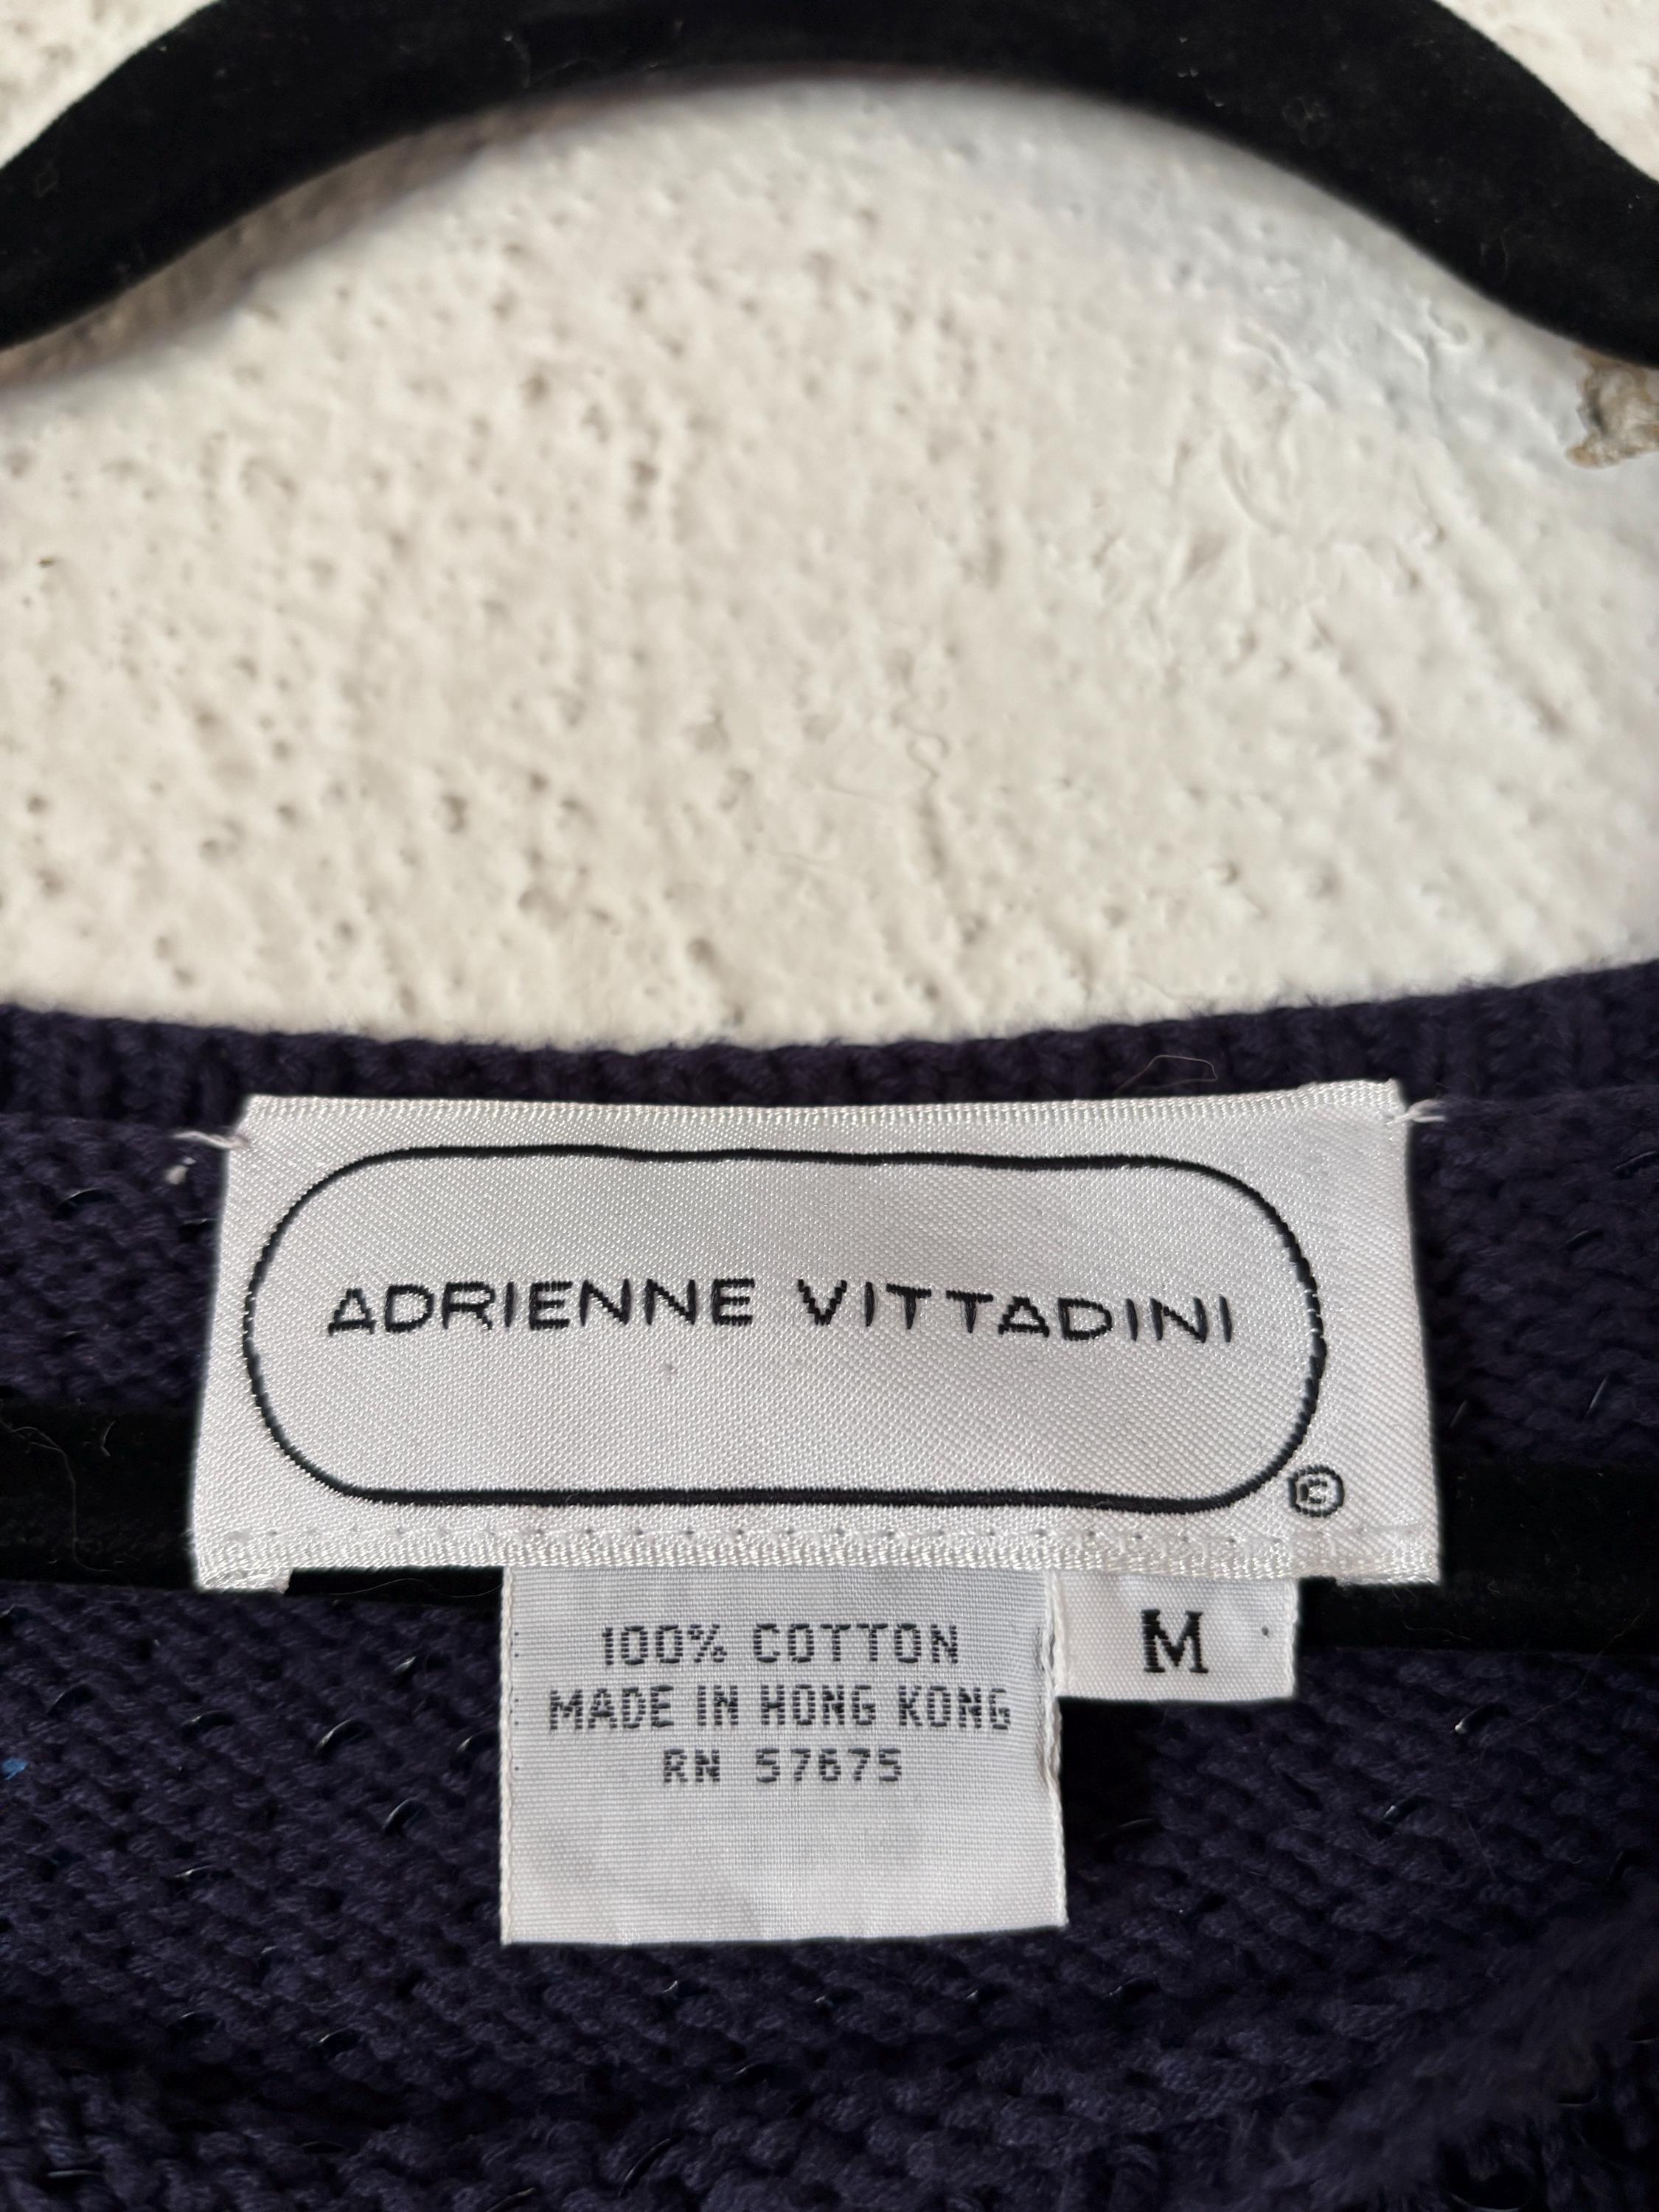 ADRIENNE VITTADINI
©
100% COTTON
MADE IN HONG KONG
RN 57675
M